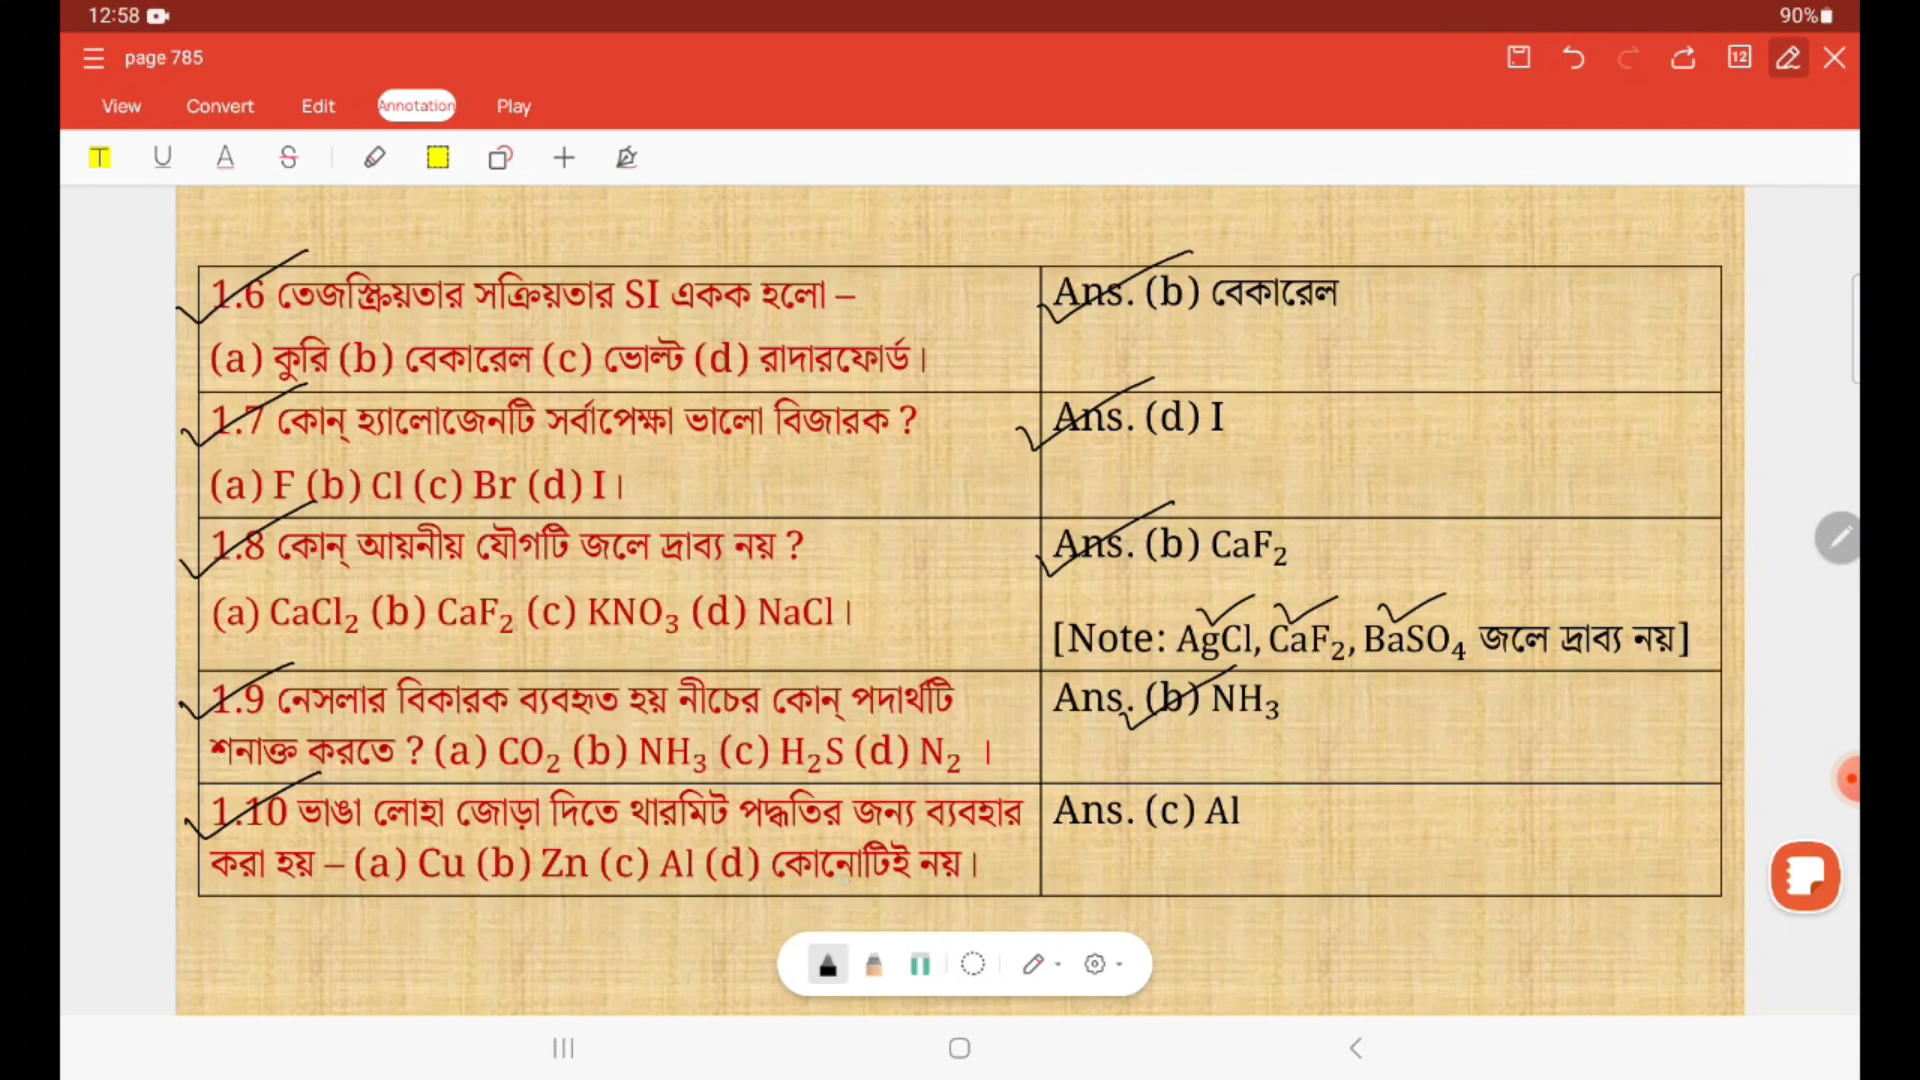 12:58
90%
page 785
12
View Convert Edit Annotation Play
1.6 তেজস্ক্রিয়তার সক্রিয়তার SI একক হলো –
(a) কুরি (b) বেকারেল (c) ভোল্ট (d) রাদারফোর্ড।
Ans. (b) বেকারেল
1.7 কোন্ হ্যালোজেনটি সর্বাপেক্ষা ভালো বিজারক ?
(a) F (b) Cl (c) Br (d) I।
Ans. (d) I
1.8 কোন্ আয়নীয় যৌগটি জলে দ্রাব্য নয় ?
(a) CaCl₂ (b) CaF₂ (c) KNO₃ (d) NaCl।
Ans. (b) CaF₂
[Note: AgCl, CaF₂, BaSO₄ জলে দ্রাব্য নয়]
1.9 নেসলার বিকারক ব্যবহৃত হয় নীচের কোন্ পদার্থটি
শনাক্ত করতে ? (a) CO₂ (b) NH₃ (c) H₂S (d) N₂ ।
Ans. (b) NH₃
1.10 ভাঙা লোহা জোড়া দিতে থারমিট পদ্ধতির জন্য ব্যবহার
করা হয় – (a) Cu (b) Zn (c) Al (d) কোনোটিই নয়।
Ans. (c) Al